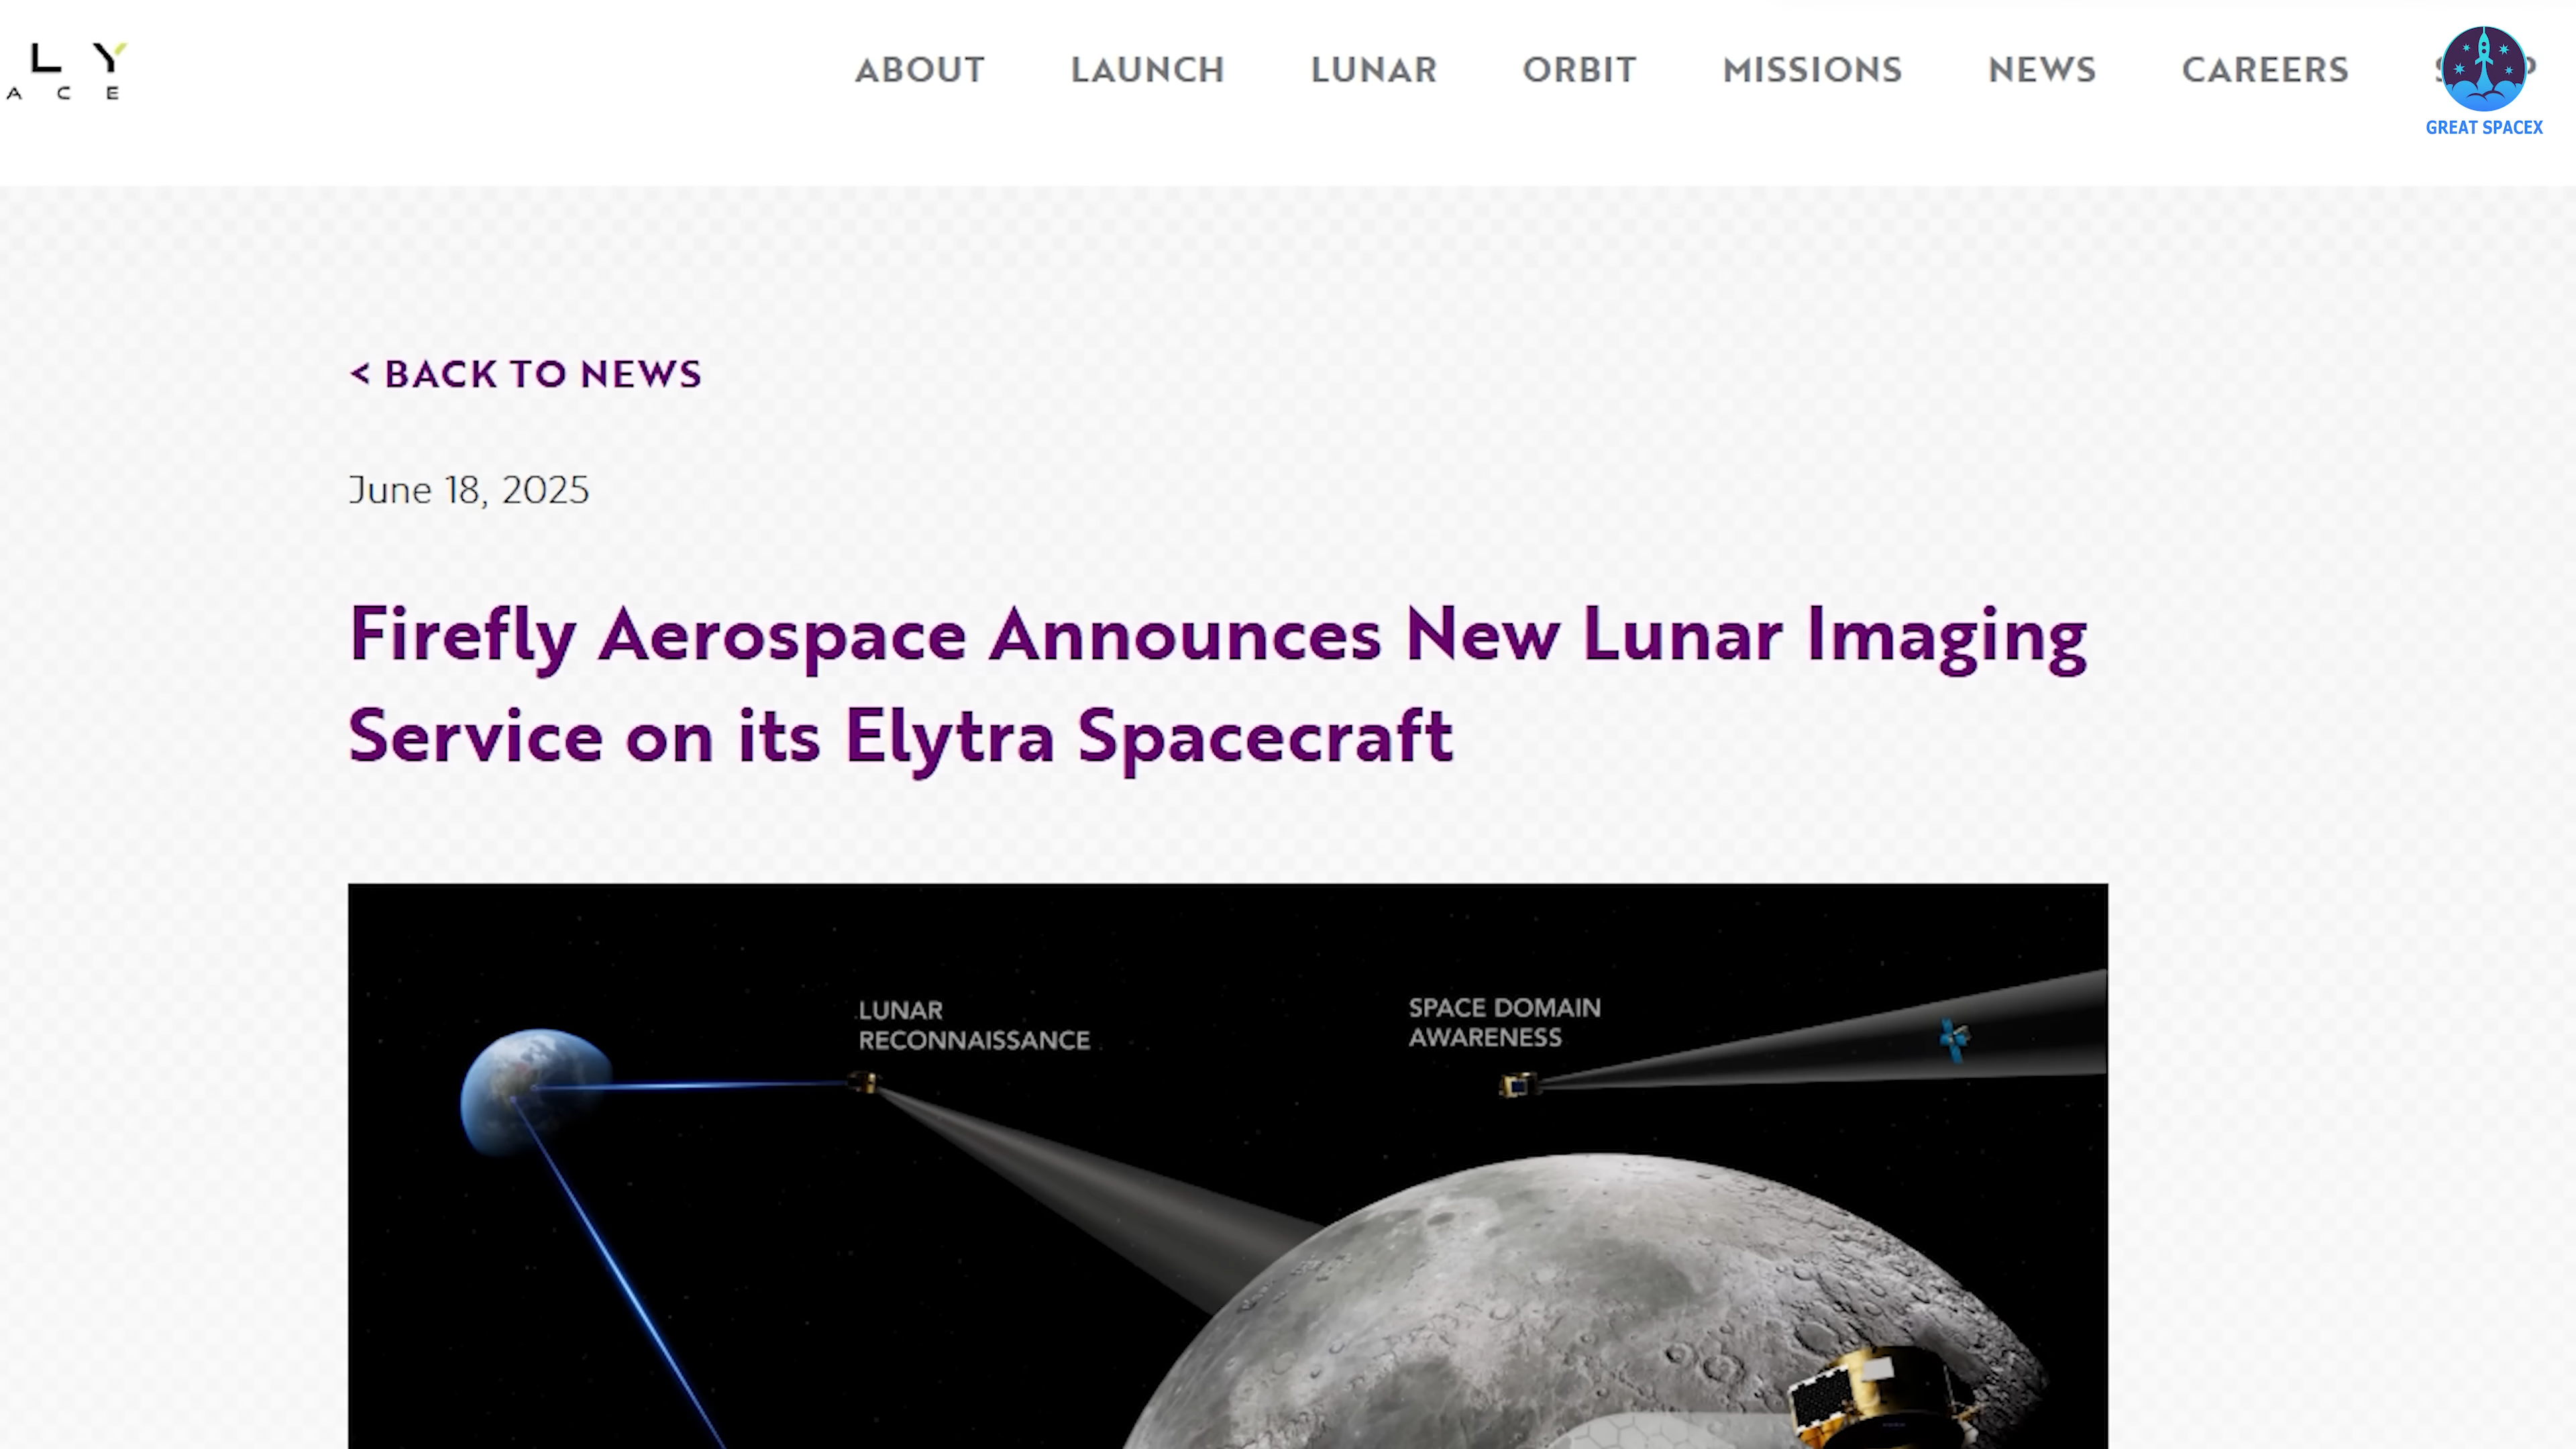 L Y
A C E
ABOUT LAUNCH LUNAR ORBIT MISSIONS NEWS CAREERS
GREAT SPACEX
< BACK TO NEWS
June 18, 2025
Firefly Aerospace Announces New Lunar Imaging
Service on its Elytra Spacecraft
LUNAR
RECONNAISSANCE
SPACE DOMAIN
AWARENESS